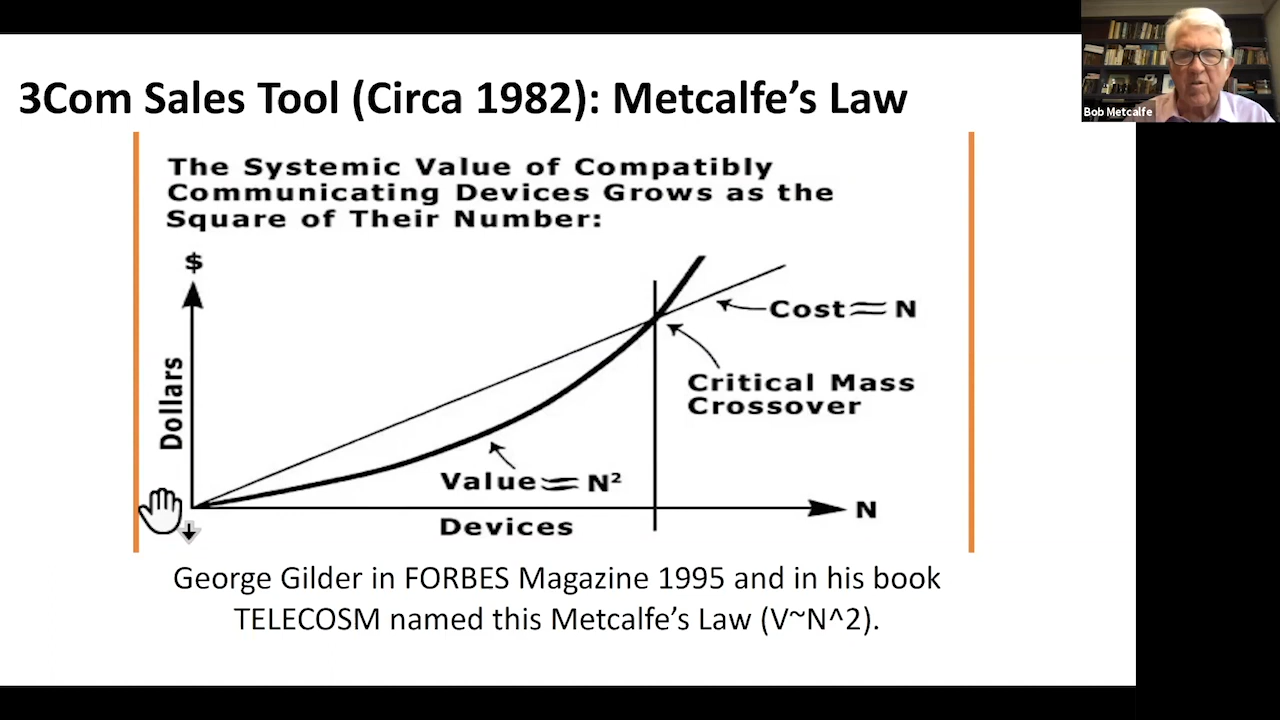 3Com Sales Tool (Circa 1982): Metcalfe’s Law
Bob Metcalfe
The Systemic Value of Compatibly
Communicating Devices Grows as the
Square of Their Number:
$
Dollars
Cost≈N
Critical Mass
Crossover
Value≈N²
N
Devices
George Gilder in FORBES Magazine 1995 and in his book
TELECOSM named this Metcalfe’s Law (V~N^2).